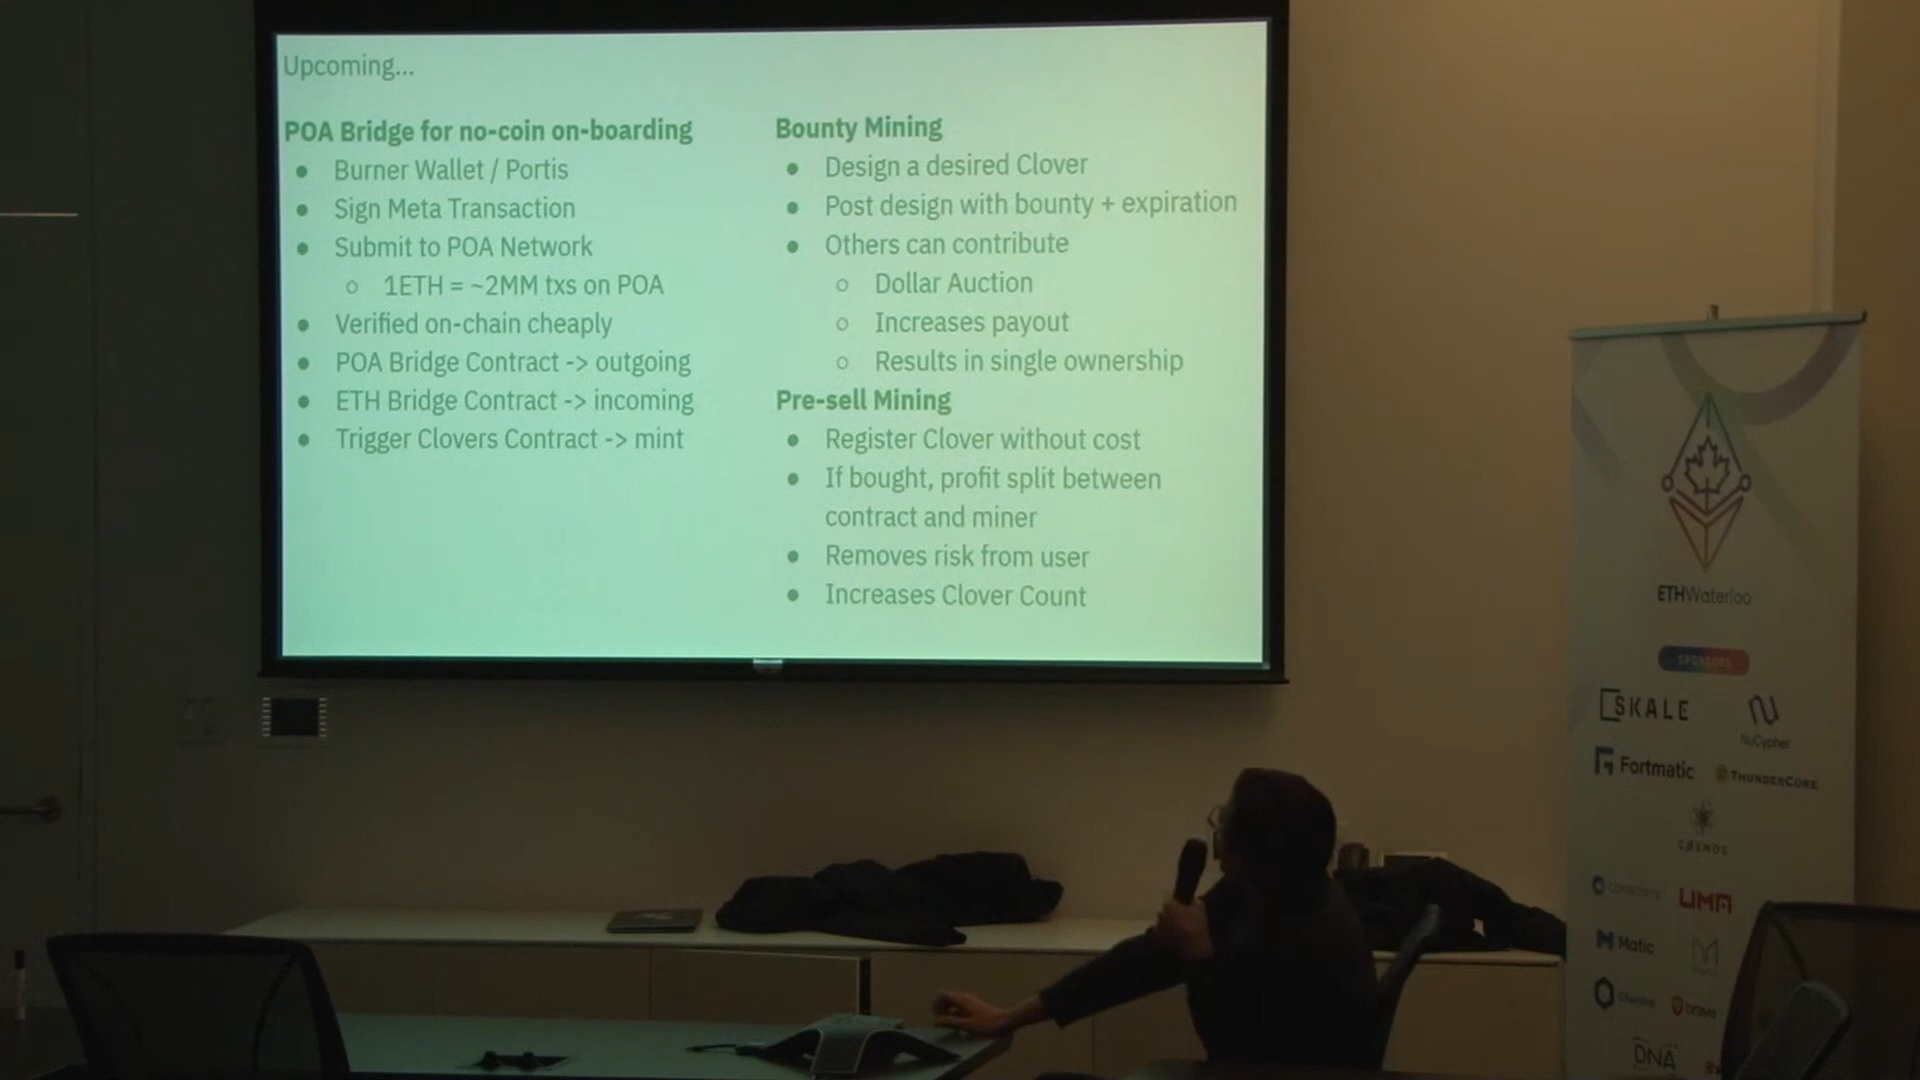 Upcoming...
POA Bridge for no-coin on-boarding
● Burner Wallet / Portis
● Sign Meta Transaction
● Submit to POA Network
○ 1ETH = ~2MM txs on POA
● Verified on-chain cheaply
● POA Bridge Contract -> outgoing
● ETH Bridge Contract -> incoming
● Trigger Clovers Contract -> mint
Bounty Mining
● Design a desired Clover
● Post design with bounty + expiration
● Others can contribute
○ Dollar Auction
○ Increases payout
○ Results in single ownership
Pre-sell Mining
● Register Clover without cost
● If bought, profit split between
contract and miner
● Removes risk from user
● Increases Clover Count
ETHWaterloo
SPONSORS
SKALE
NuCypher
Fortmatic
THUNDERCORE
COSMOS
UMA
Matic
brave
DNA